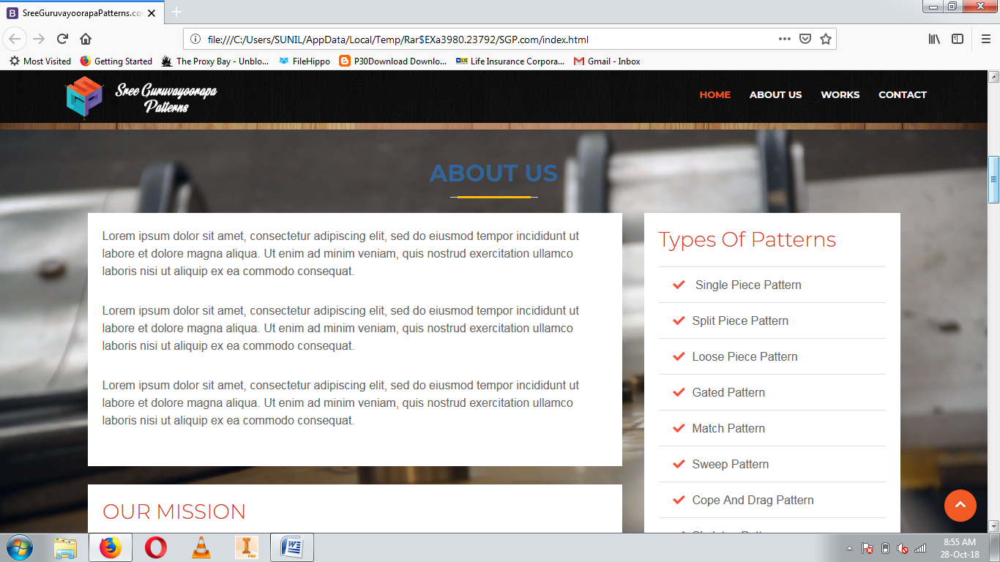 SreeGuruvayoorapaPatterns.co
file:///C:/Users/SUNIL/AppData/Local/Temp/Rar$EXa3980.23792/SGP.com/index.html
Most Visited Getting Started The Proxy Bay - Unblo... FileHippo P30Download Downlo... Life Insurance Corpora... Gmail - Inbox
Sree Guruvayoorapa
Patterns
HOME ABOUT US WORKS CONTACT
ABOUT US
Lorem ipsum dolor sit amet, consectetur adipiscing elit, sed do eiusmod tempor incididunt ut
labore et dolore magna aliqua. Ut enim ad minim veniam, quis nostrud exercitation ullamco
laboris nisi ut aliquip ex ea commodo consequat.
Lorem ipsum dolor sit amet, consectetur adipiscing elit, sed do eiusmod tempor incididunt ut
labore et dolore magna aliqua. Ut enim ad minim veniam, quis nostrud exercitation ullamco
laboris nisi ut aliquip ex ea commodo consequat.
Lorem ipsum dolor sit amet, consectetur adipiscing elit, sed do eiusmod tempor incididunt ut
labore et dolore magna aliqua. Ut enim ad minim veniam, quis nostrud exercitation ullamco
laboris nisi ut aliquip ex ea commodo consequat.
OUR MISSION
Types Of Patterns
Single Piece Pattern
Split Piece Pattern
Loose Piece Pattern
Gated Pattern
Match Pattern
Sweep Pattern
Cope And Drag Pattern
8:55 AM
28-Oct-18